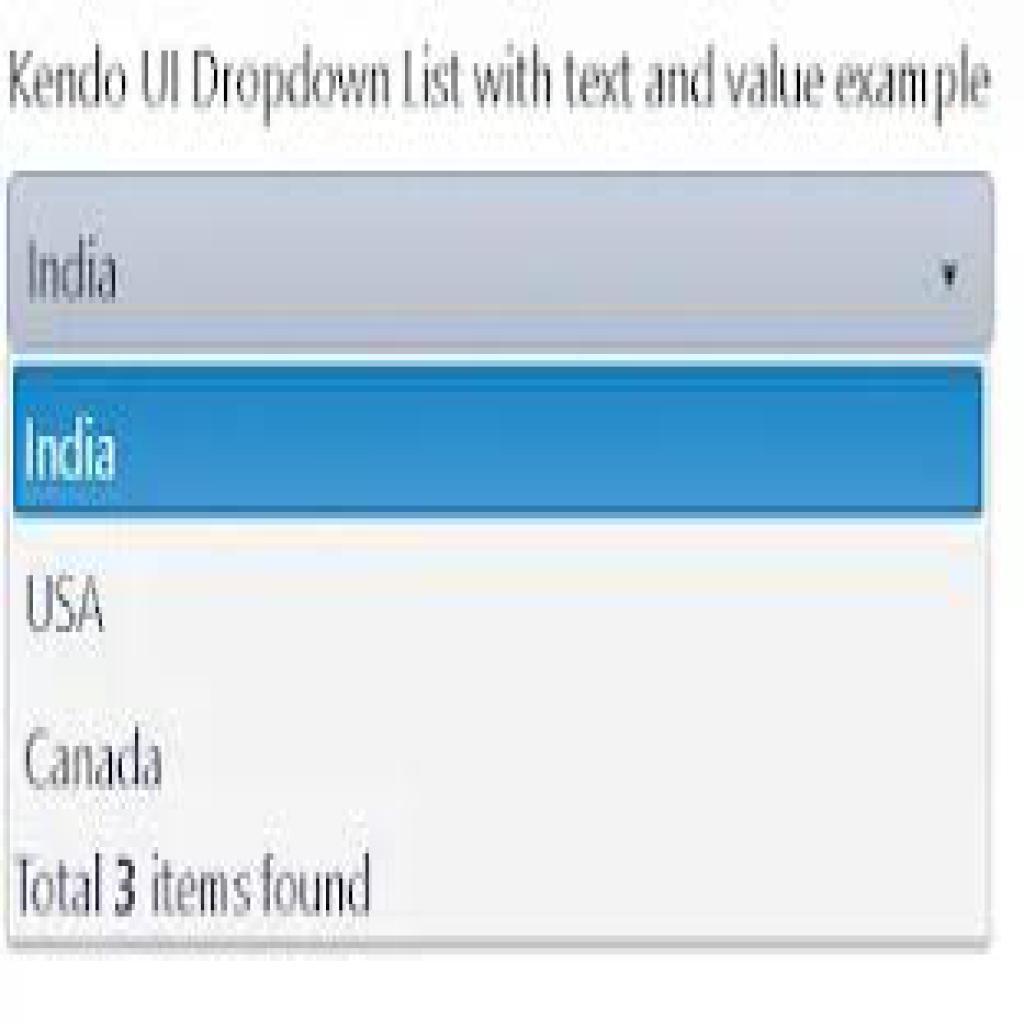 Kendo UI Dropdown List with text and value example
India
India
USA
Canada
Total 3 items found